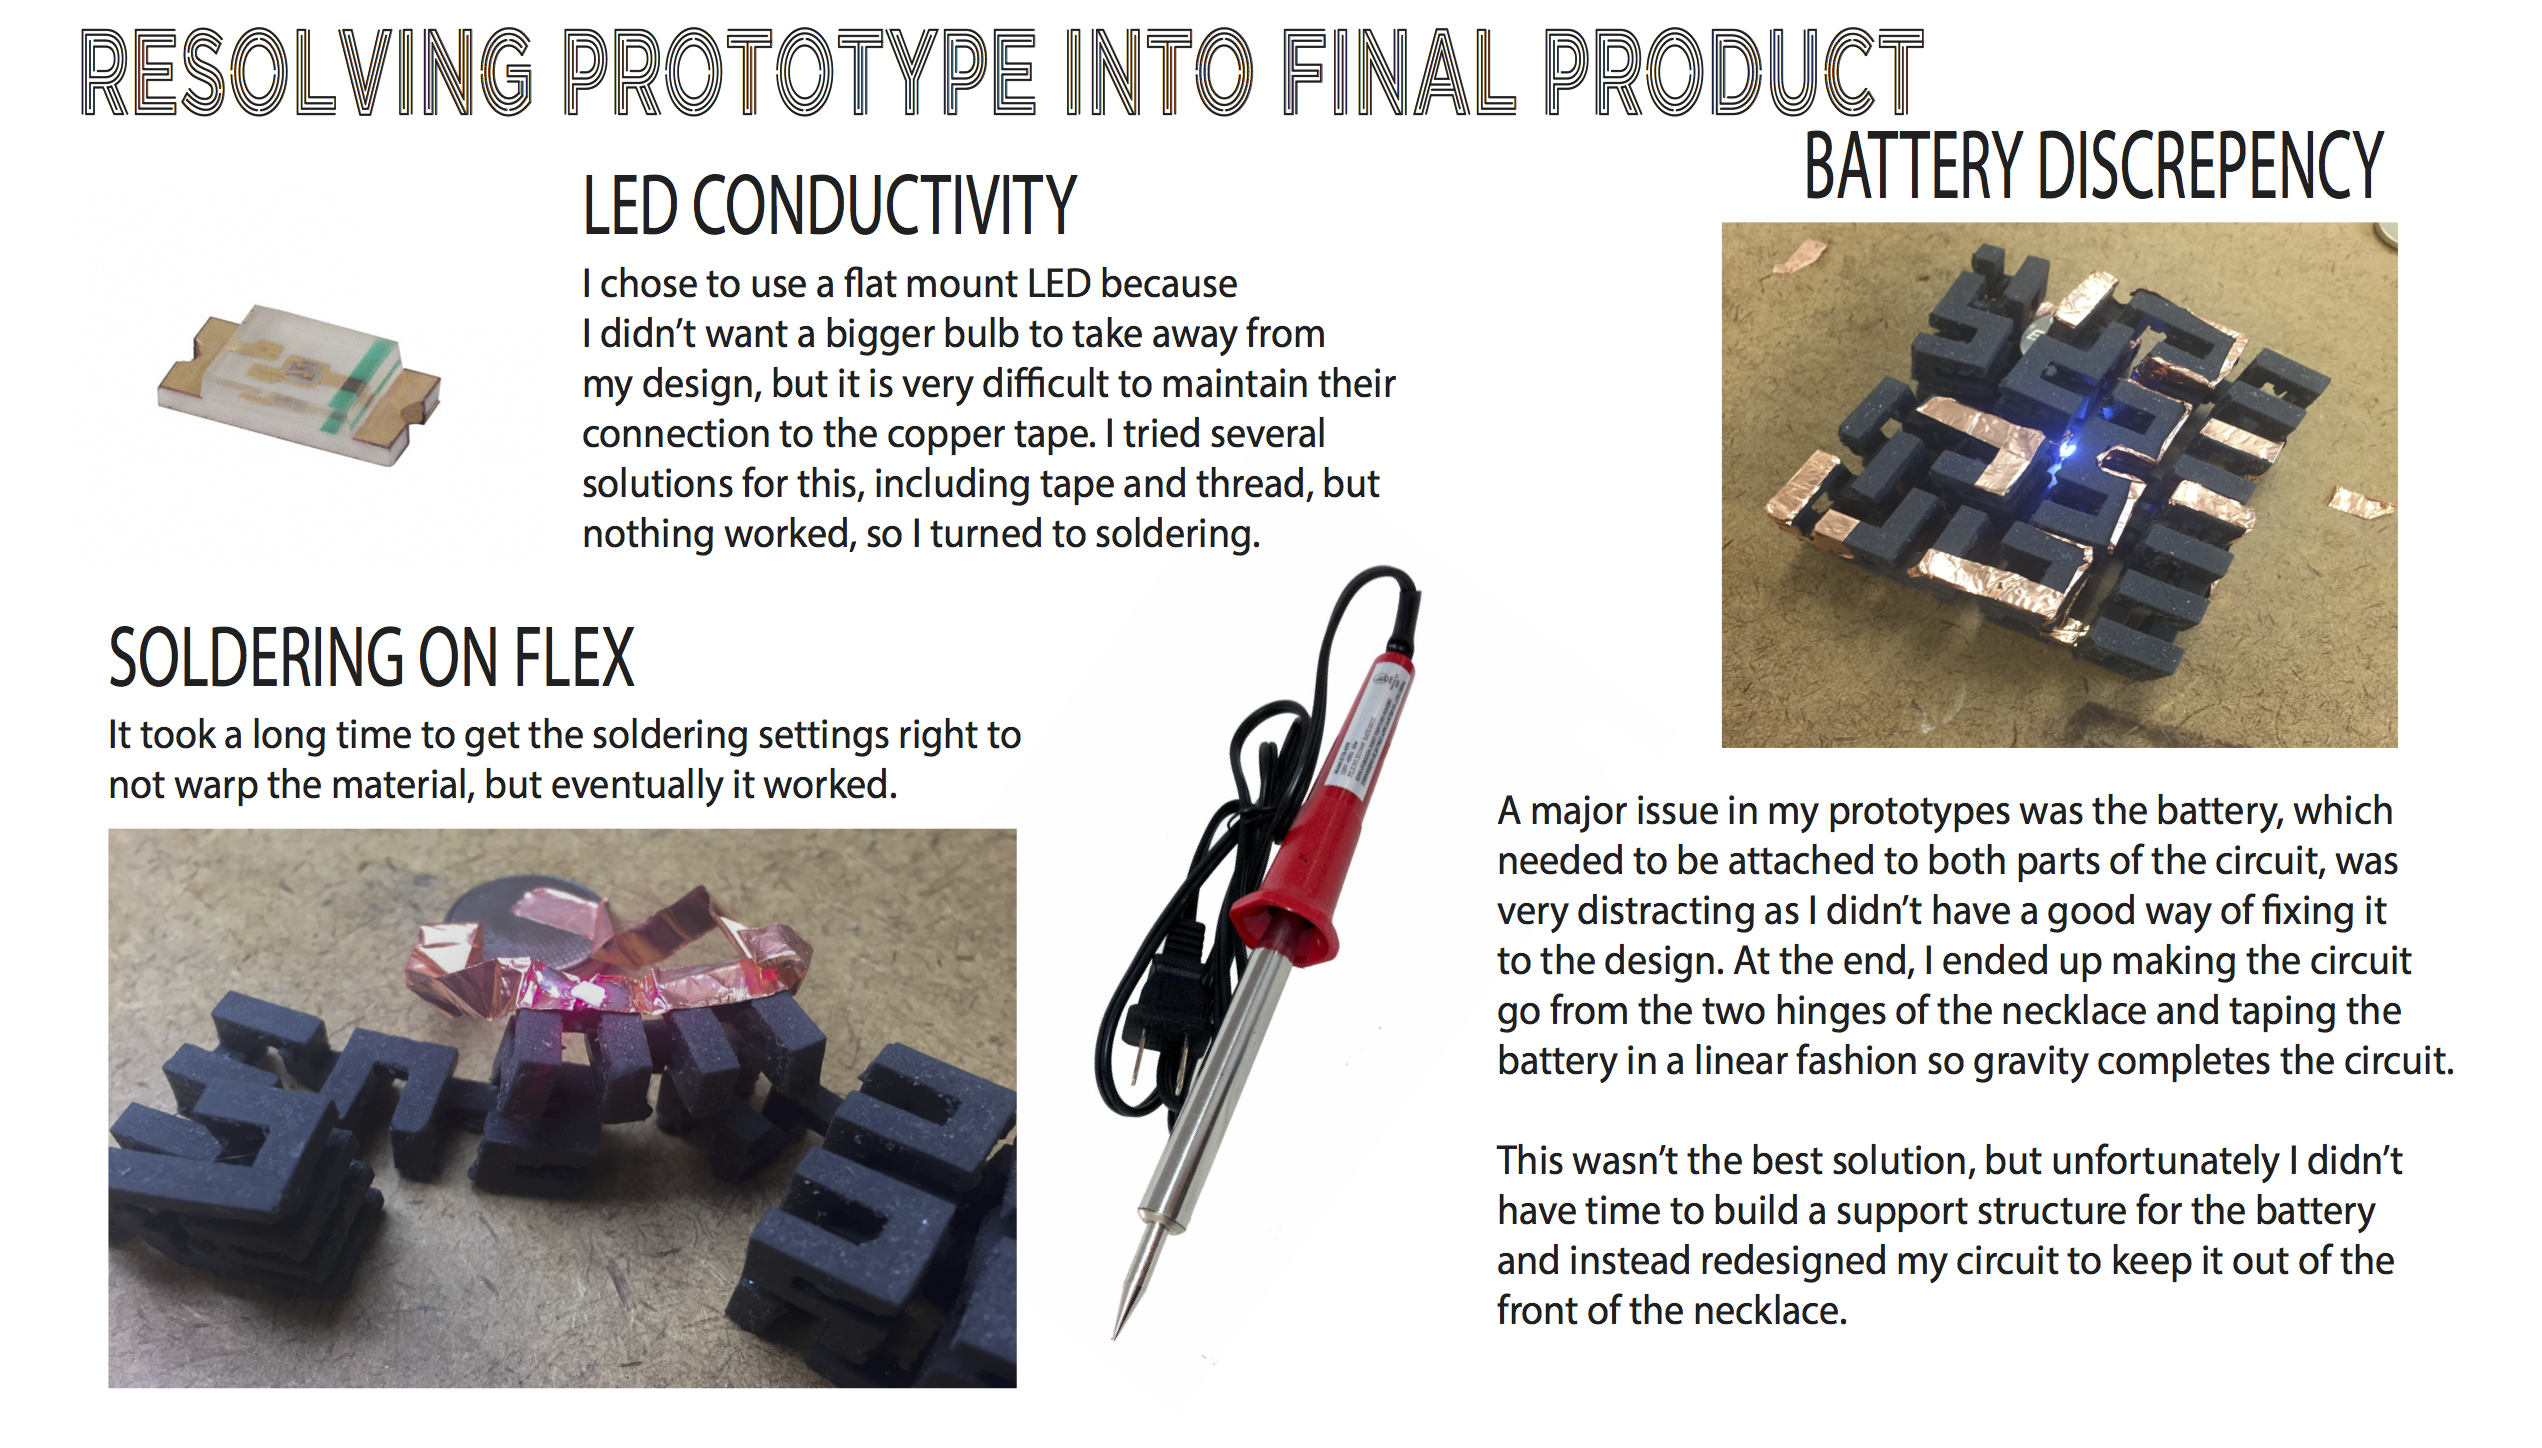 RESOLVING PROTOTYPE INTO FINAL PRODUCT
LED CONDUCTIVITY
I chose to use a flat mount LED because
I didn't want a bigger bulb to take away from
my design, but it is very difficult to maintain their
connection to the copper tape. I tried several
solutions for this, including tape and thread, but
nothing worked, so I turned to soldering.
SOLDERING ON FLEX
It took a long time to get the soldering settings right to
not warp the material, but eventually it worked.
BATTERY DISCREPENCY
A major issue in my prototypes was the battery, which
needed to be attached to both parts of the circuit, was
very distracting as I didn't have a good way of fixing it
to the design. At the end, I ended up making the circuit
go from the two hinges of the necklace and taping the
battery in a linear fashion so gravity completes the circuit.
This wasn't the best solution, but unfortunately I didn't
have time to build a support structure for the battery
and instead redesigned my circuit to keep it out of the
front of the necklace.